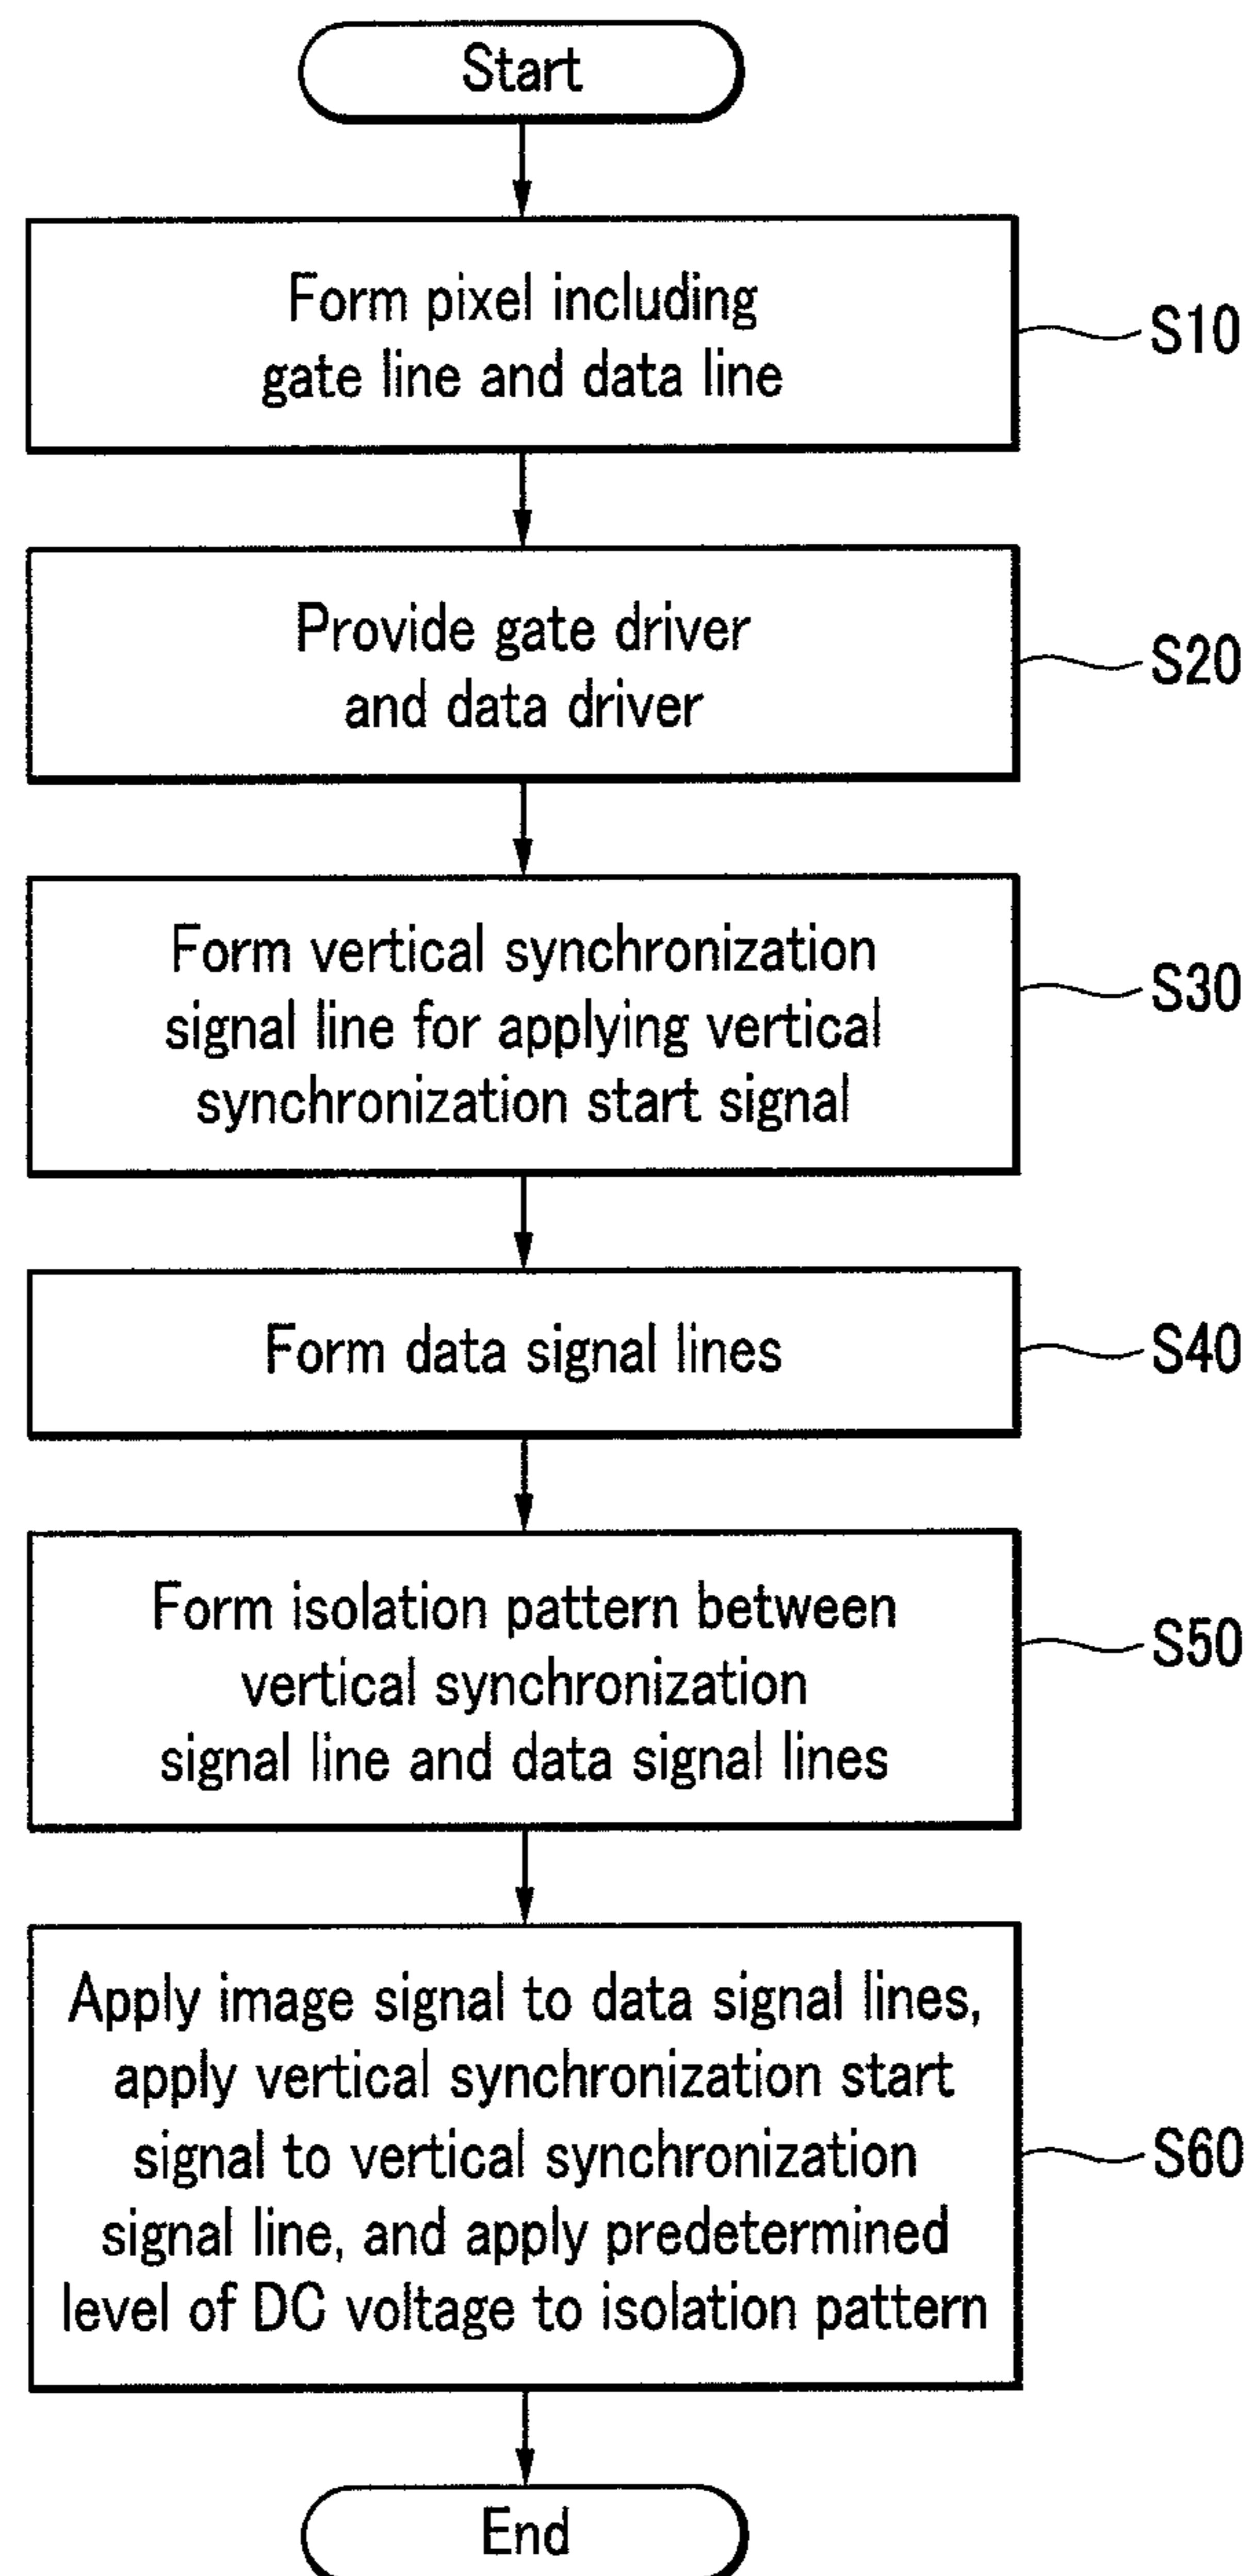 Start
Form pixel including
gate line and data line
S10
Provide gate driver
and data driver
S20
Form vertical synchronization
signal line for applying vertical
synchronization start signal
S30
Form data signal lines
S40
Form isolation pattern between
vertical synchronization
signal line and data signal lines
S50
Apply image signal to data signal lines,
apply vertical synchronization start
signal to vertical synchronization
signal line, and apply predetermined
level of DC voltage to isolation pattern
S60
End